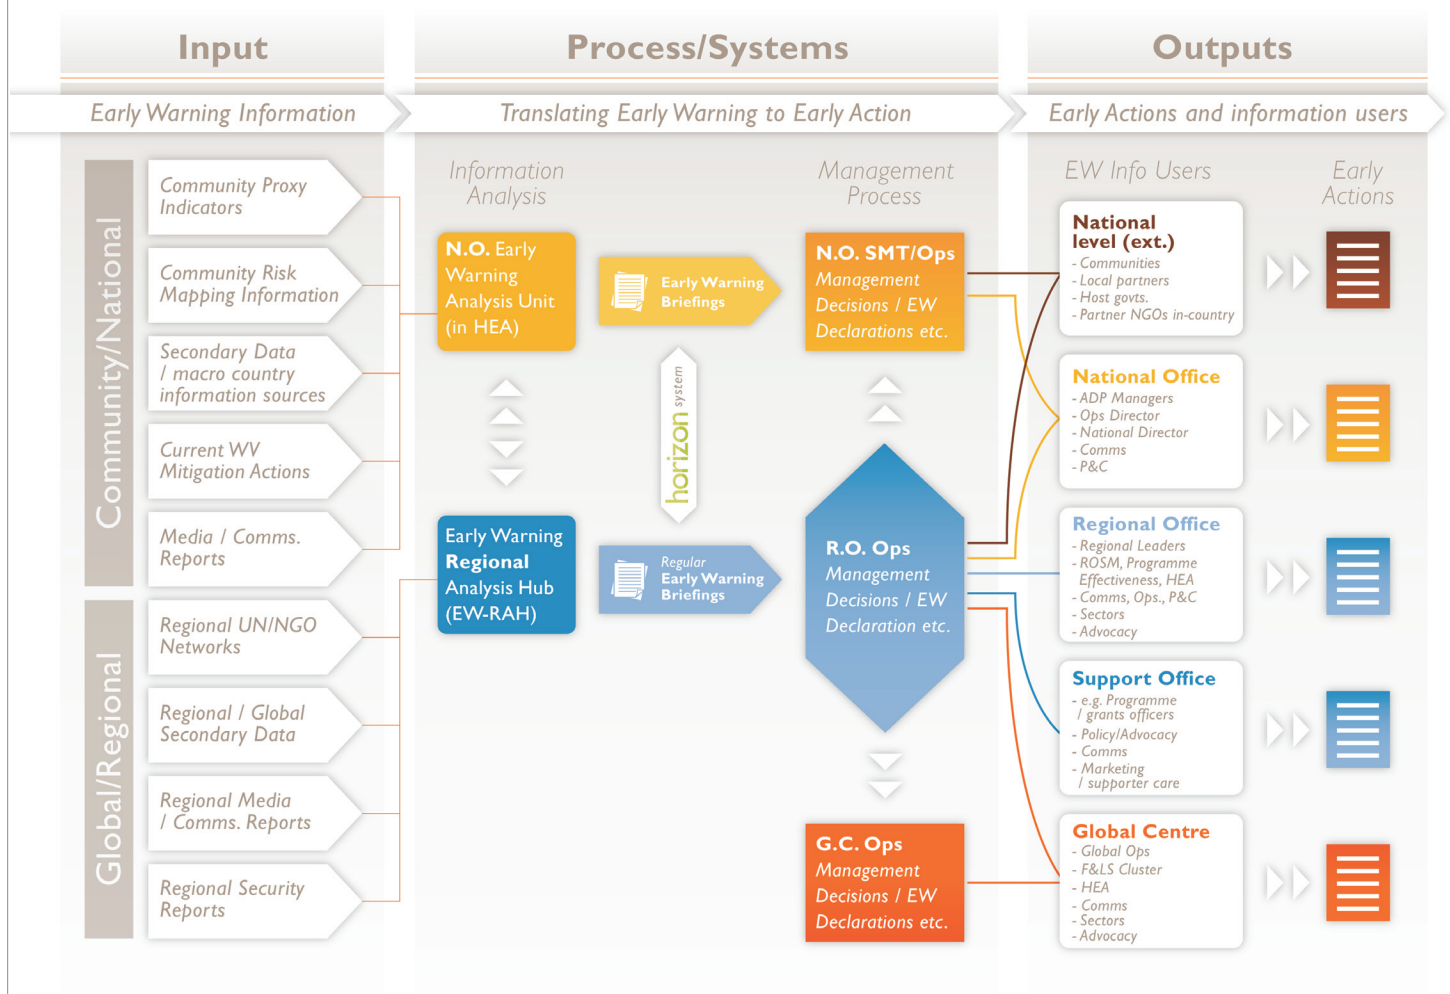 Input
Process/Systems
Outputs
Early Warning Information
Translating Early Warning to Early Action
Early Actions and information users
Community/National
Community Proxy
Indicators
Community Risk
Mapping Information
Secondary Data
/ macro country
information sources
Current WV
Mitigation Actions
Media / Comms.
Reports
Global/Regional
Regional UN/NGO
Networks
Regional / Global
Secondary Data
Regional Media
/ Comms. Reports
Regional Security
Reports
Information
Analysis
N.O. Early
Warning
Analysis Unit
(in HEA)
Early Warning
Regional
Analysis Hub
(EW-RAH)
Early Warning
Briefings
horizon system
Regular
Early Warning
Briefings
Management
Process
N.O. SMT/Ops
Management
Decisions / EW
Declarations etc.
R.O. Ops
Management
Decisions / EW
Declaration etc.
G.C. Ops
Management
Decisions / EW
Declarations etc.
EW Info Users
National
level (ext.)
- Communities
- Local partners
- Host govts.
- Partner NGOs in-country
National Office
- ADP Managers
- Ops Director
- National Director
- Comms
- P&C
Regional Office
- Regional Leaders
- ROSM, Programme
Effectiveness, HEA
- Comms, Ops., P&C
- Sectors
- Advocacy
Support Office
- e.g. Programme
/ grants officers
- Policy/Advocacy
- Comms
- Marketing
/ supporter care
Global Centre
- Global Ops
- F&LS Cluster
- HEA
- Comms
- Sectors
- Advocacy
Early
Actions